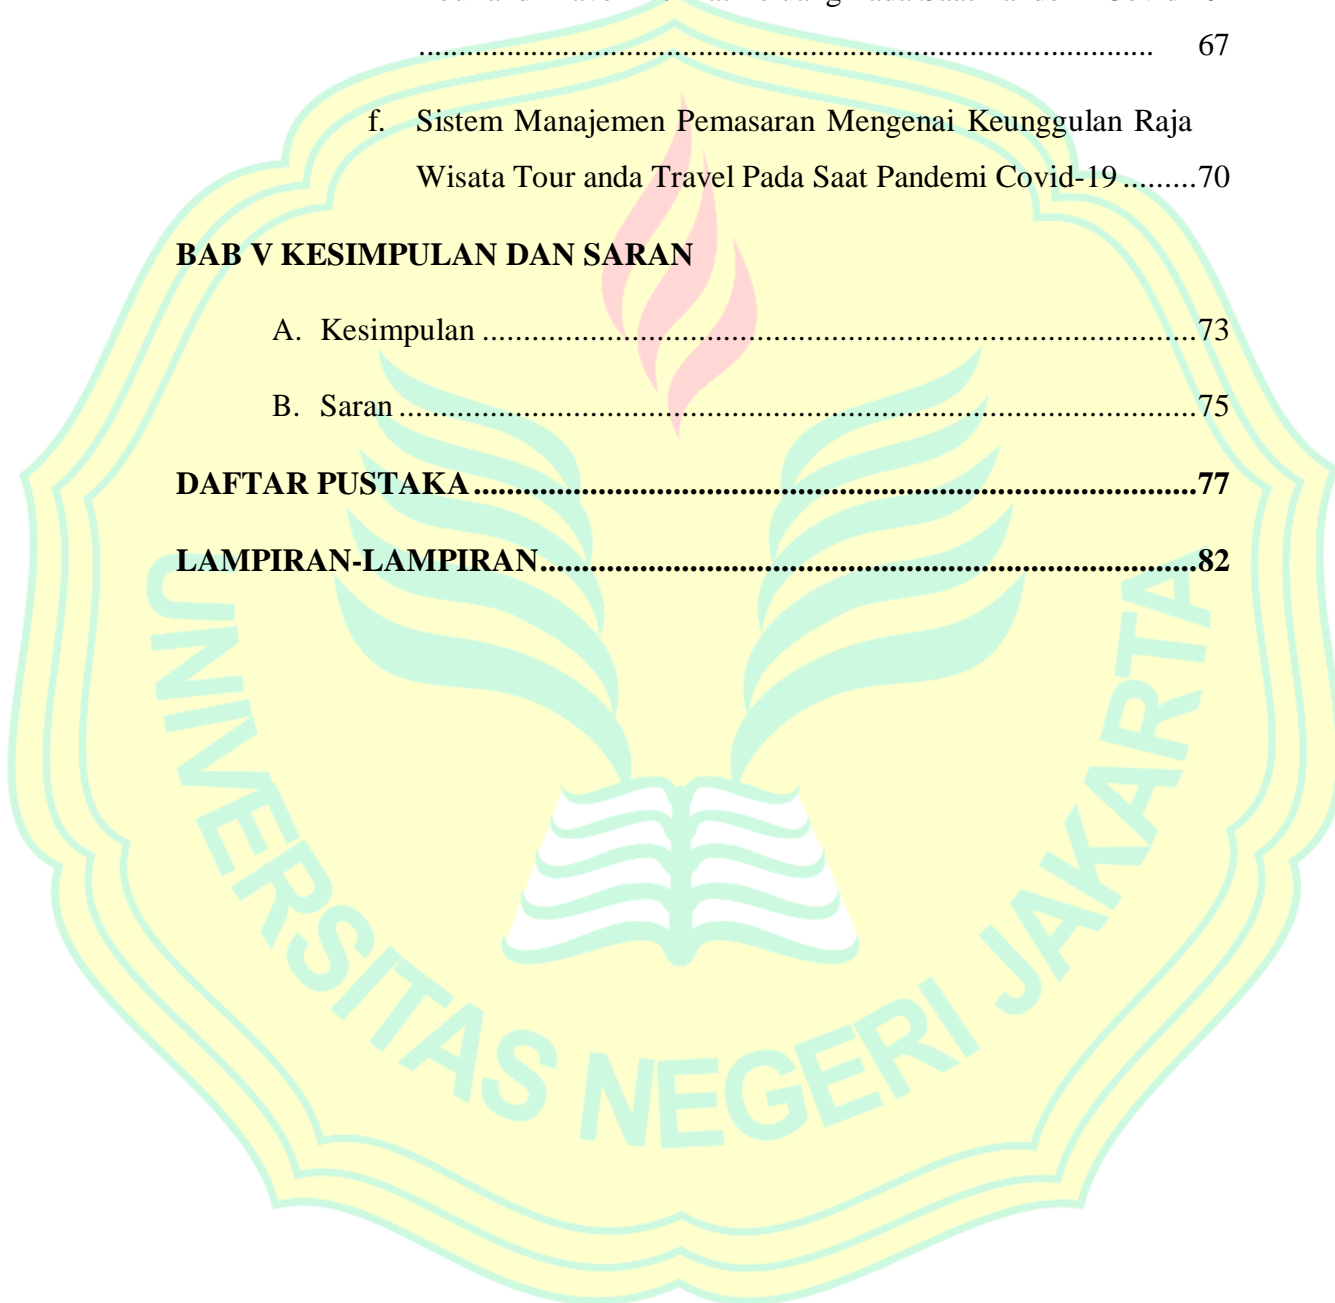 ........................................................................................... 67
f. Sistem Manajemen Pemasaran Mengenai Keunggulan Raja
Wisata Tour anda Travel Pada Saat Pandemi Covid-19 .........70
BAB V KESIMPULAN DAN SARAN
A. Kesimpulan ........................................................................................73
B. Saran ..................................................................................................75
DAFTAR PUSTAKA .........................................................................................77
LAMPIRAN-LAMPIRAN.................................................................................82
UNIVERSITAS NEGERI JAKARTA